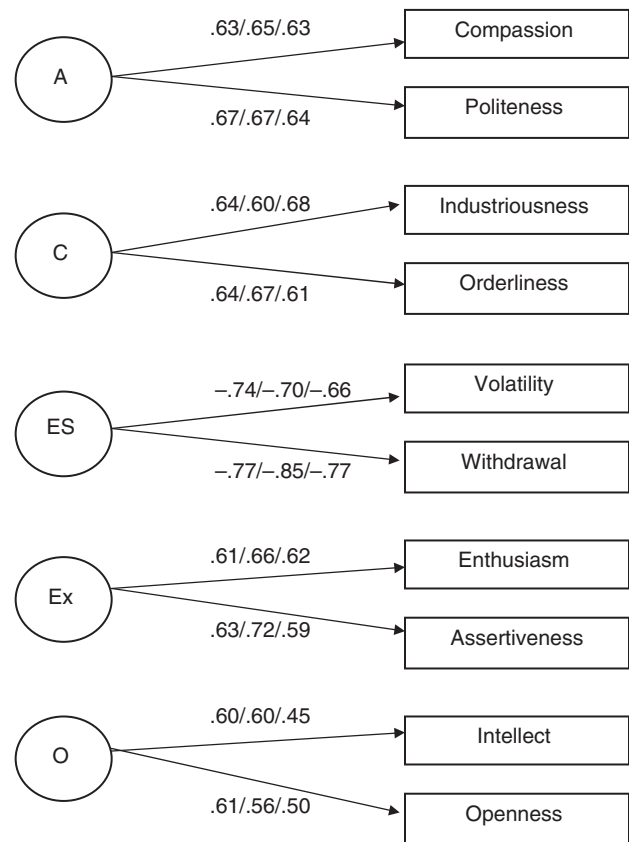 .63/.65/.63
Compassion
A
.67/.67/.64
Politeness
.64/.60/.68
Industriousness
C
.64/.67/.61
Orderliness
–.74/–.70/–.66
Volatility
ES
–.77/–.85/–.77
Withdrawal
.61/.66/.62
Enthusiasm
Ex
.63/.72/.59
Assertiveness
.60/.60/.45
Intellect
O
.61/.56/.50
Openness